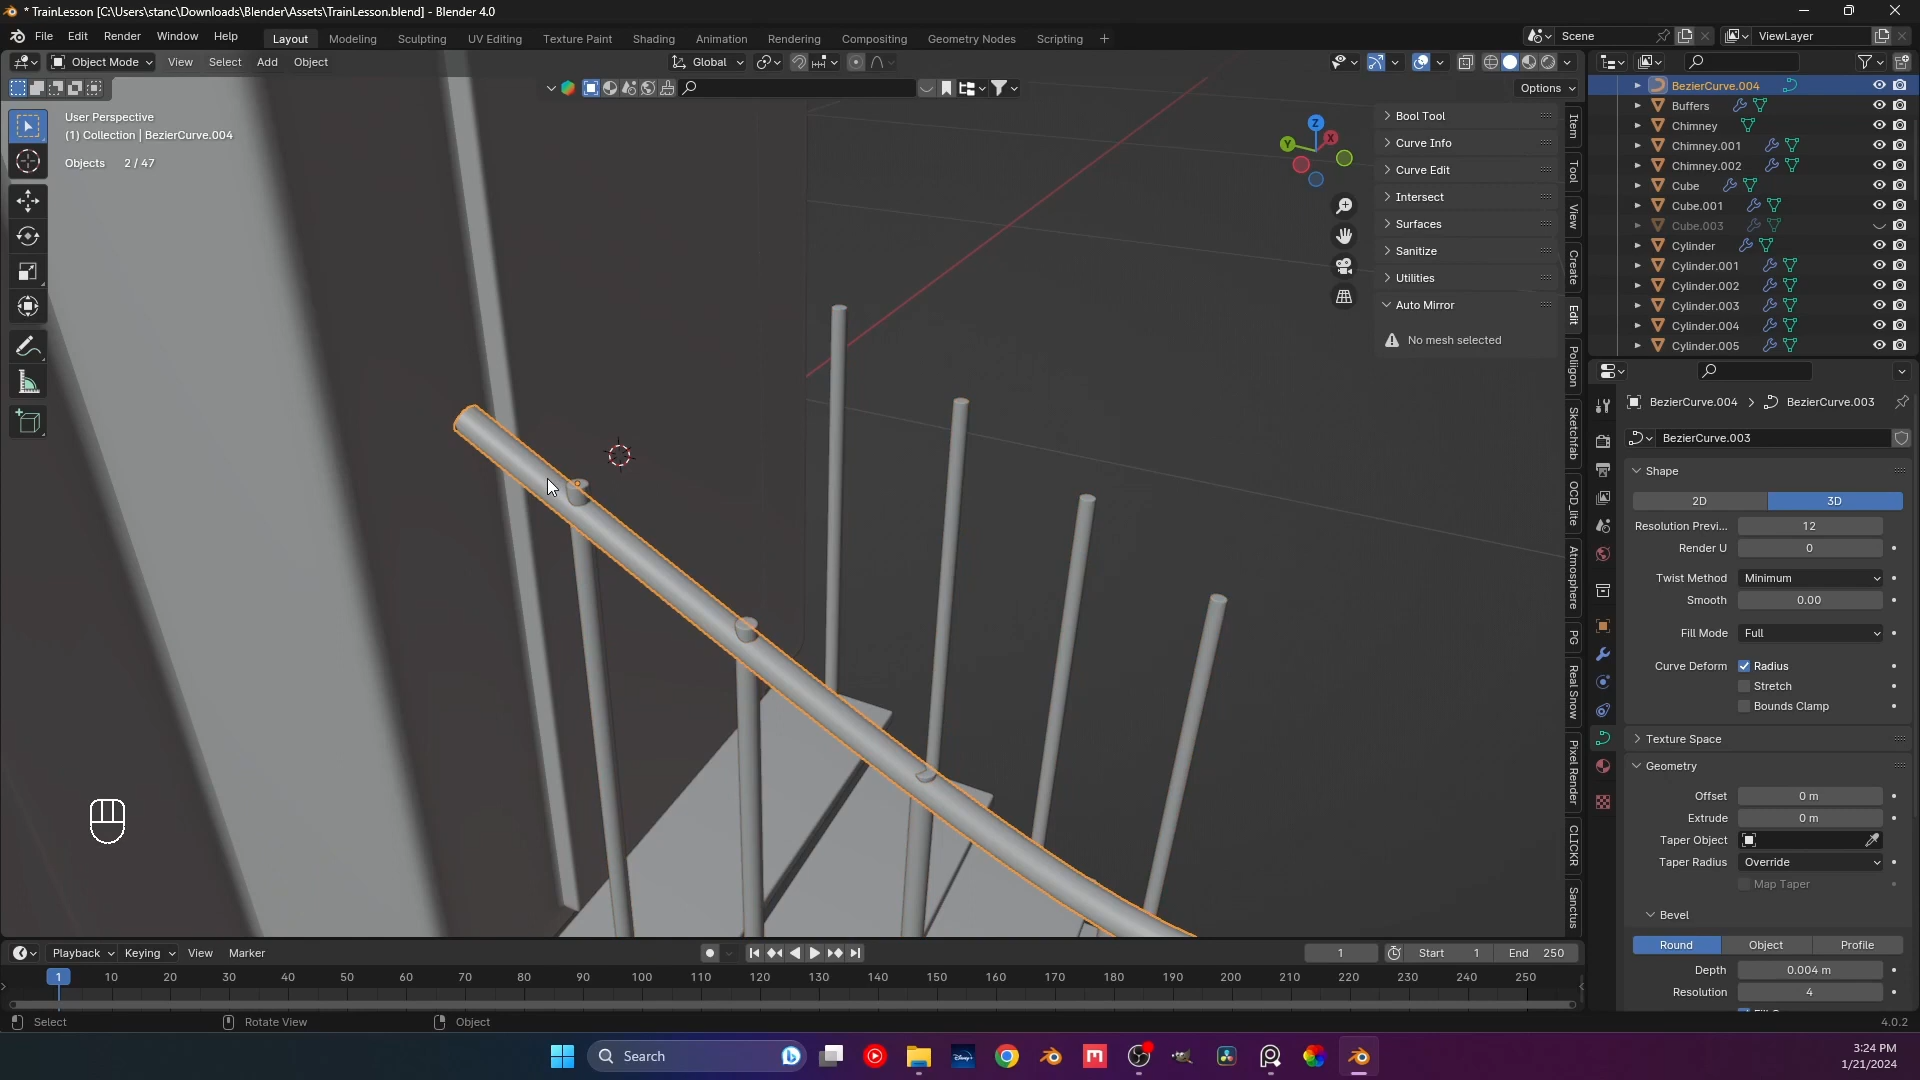 * TrainLesson [C:\Users\stanc\Downloads\Blender\Assets\TrainLesson.blend] - Blender 4.0
File Edit Render Window Help
Layout Modeling Sculpting UV Editing Texture Paint Shading Animation Rendering Compositing Geometry Nodes Scripting +
Scene
ViewLayer
Object Mode View Select Add Object
Global
Options
User Perspective
(1) Collection | BezierCurve.004
Objects 2 / 47
Z
Y
X
Bool Tool
Curve Info
Curve Edit
Intersect
Surfaces
Sanitize
Utilities
Auto Mirror
No mesh selected
Item
Tool
View
Create
Edit
Poliigon
Sketchfab
OCD_lite
Atmosphere
PG
Real Snow
Pixel Render
CLICKR
Sanctus
BezierCurve.004
Buffers
Chimney
Chimney.001
Chimney.002
Cube
Cube.001
Cube.003
Cylinder
Cylinder.001
Cylinder.002
Cylinder.003
Cylinder.004
Cylinder.005
BezierCurve.004 > BezierCurve.003
BezierCurve.003
Shape
2D 3D
Resolution Previ... 12
Render U 0
Twist Method Minimum
Smooth 0.00
Fill Mode Full
Curve Deform Radius
Stretch
Bounds Clamp
Texture Space
Geometry
Offset 0 m
Extrude 0 m
Taper Object
Taper Radius Override
Map Taper
Bevel
Round Object Profile
Depth 0.004 m
Resolution 4
Playback Keying View Marker
1 Start 1 End 250
1 10 20 30 40 50 60 70 80 90 100 110 120 130 140 150 160 170 180 190 200 210 220 230 240 250
Select Rotate View Object
4.0.2
Search
3:24 PM
1/21/2024